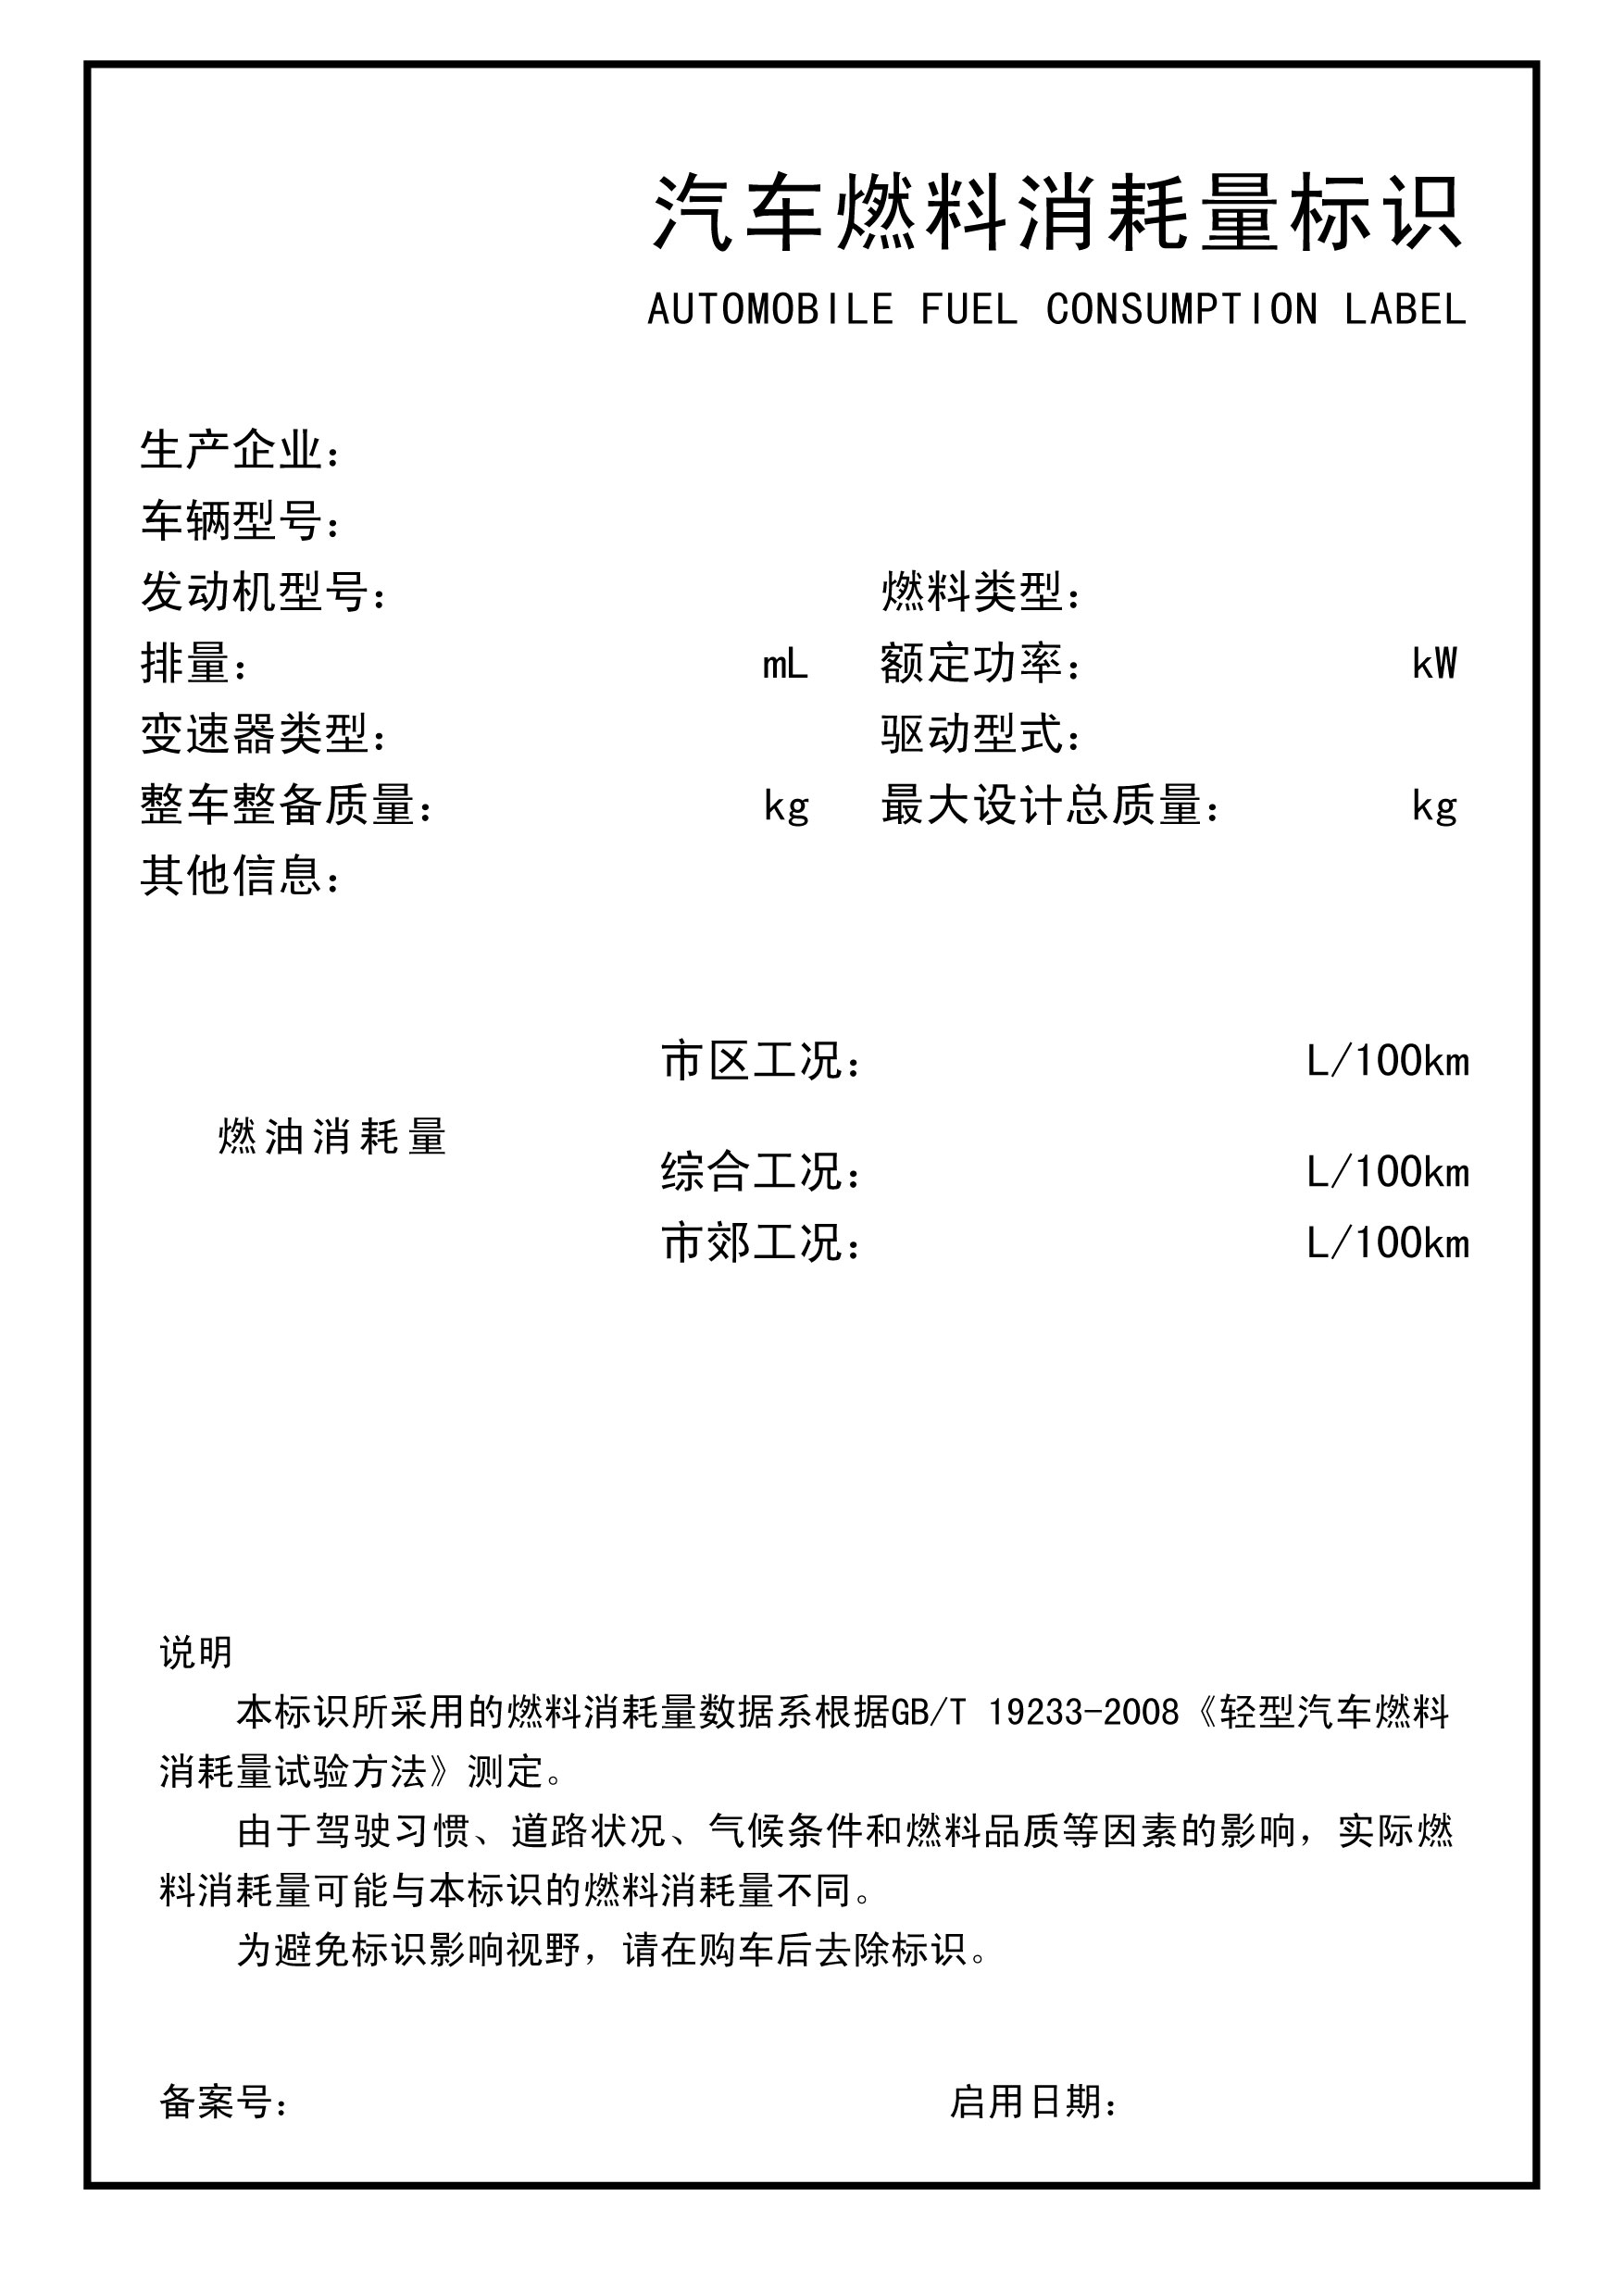 汽车燃料消耗量标识
AUTOMOBILE FUEL CONSUMPTION LABEL
生产企业：
车辆型号：
发动机型号： 燃料类型：
排量： mL 额定功率： kW
变速器类型： 驱动型式：
整车整备质量： kg 最大设计总质量： kg
其他信息：
市区工况： L/100km
燃油消耗量
综合工况： L/100km
市郊工况： L/100km
说明
本标识所采用的燃料消耗量数据系根据GB/T 19233-2008《轻型汽车燃料
消耗量试验方法》测定。
由于驾驶习惯、道路状况、气候条件和燃料品质等因素的影响，实际燃
料消耗量可能与本标识的燃料消耗量不同。
为避免标识影响视野，请在购车后去除标识。
备案号： 启用日期：